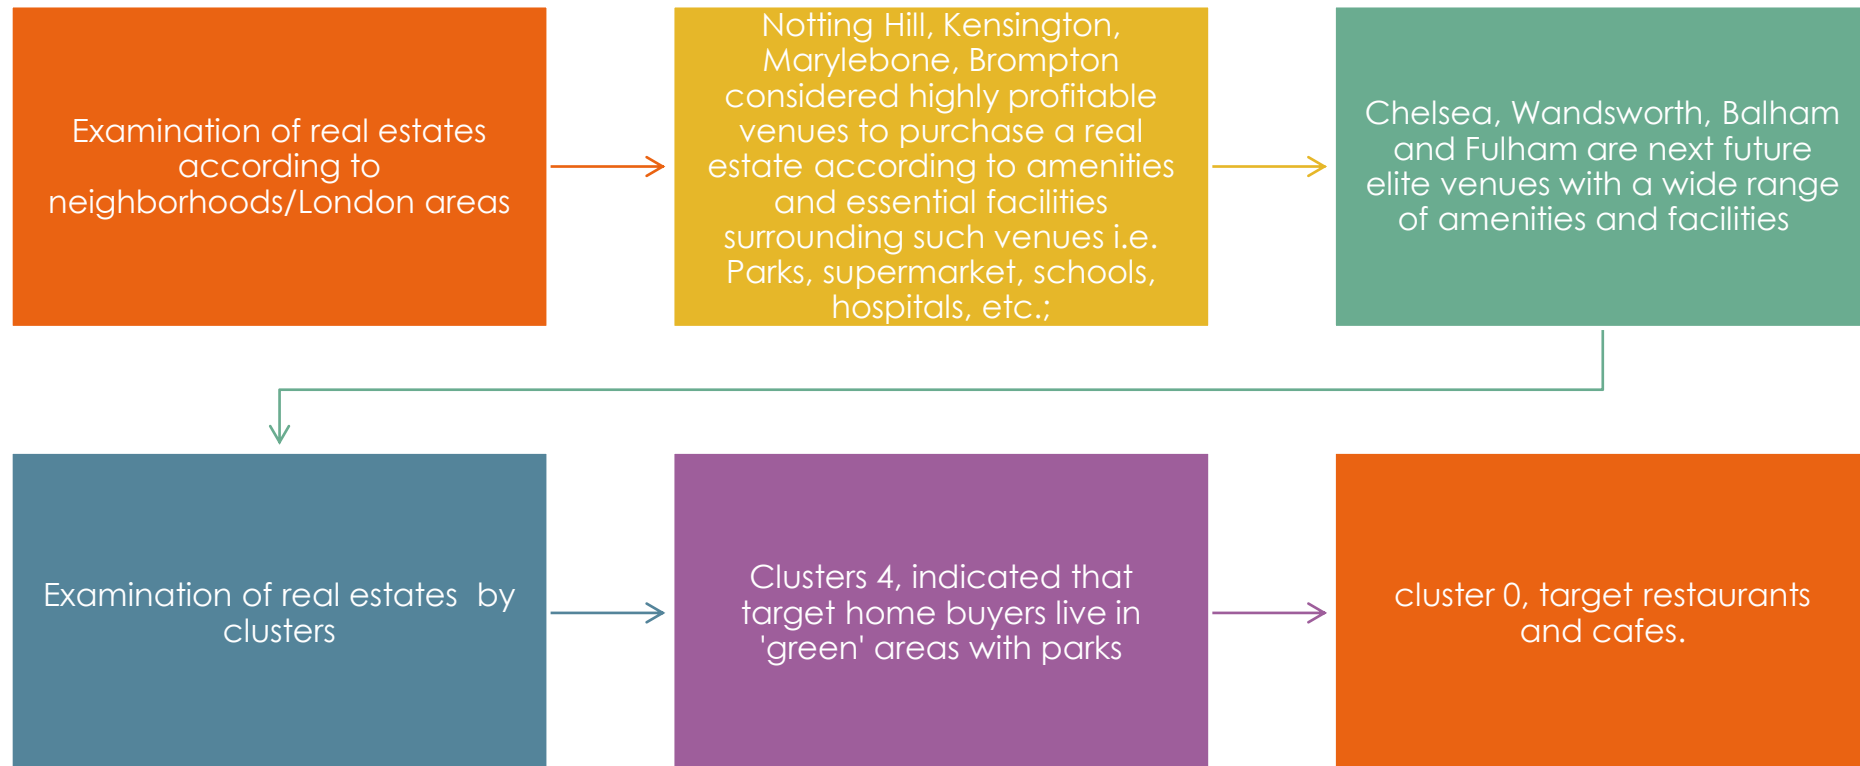 Examination of real estates
according to
neighborhoods/London areas
Notting Hill, Kensington,
Marylebone, Brompton
considered highly profitable
venues to purchase a real
estate according to amenities
and essential facilities
surrounding such venues i.e.
Parks, supermarket, schools,
hospitals, etc.;
Chelsea, Wandsworth, Balham
and Fulham are next future
elite venues with a wide range
of amenities and facilities
Examination of real estates  by
clusters
Clusters 4, indicated that
target home buyers live in
'green' areas with parks
cluster 0, target restaurants
and cafes.